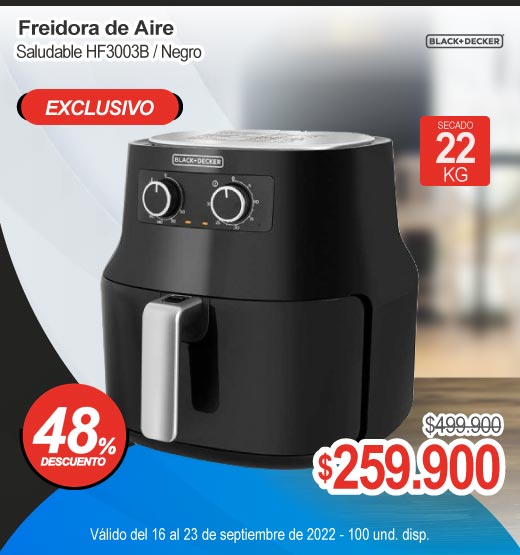 Freidora de Aire
Saludable HF3003B / Negro
BLACK+DECKER
EXCLUSIVO
SECADO
22
KG
BLACK+DECKER
48%
DESCUENTO
$499.900
$259.900
Válido del 16 al 23 de septiembre de 2022 - 100 und. disp.